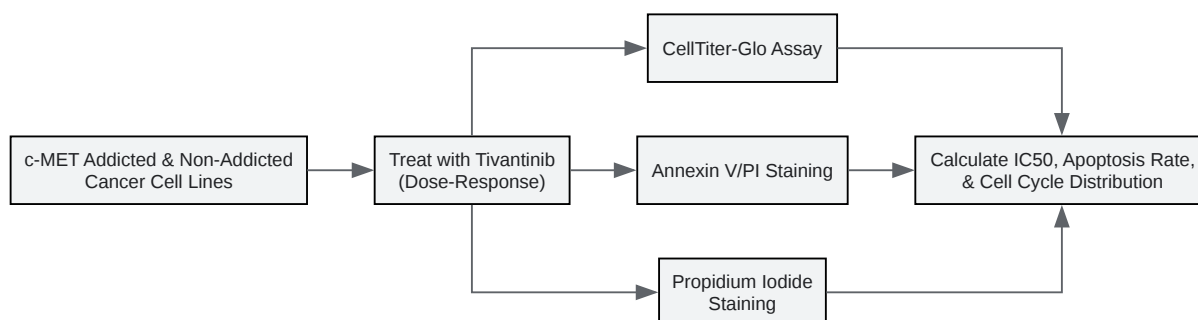 CellTiter-Glo Assay
c-MET Addicted & Non-Addicted
Cancer Cell Lines
Treat with Tivantinib
(Dose-Response)
Annexin V/PI Staining
Calculate IC50, Apoptosis Rate,
& Cell Cycle Distribution
Propidium Iodide
Staining